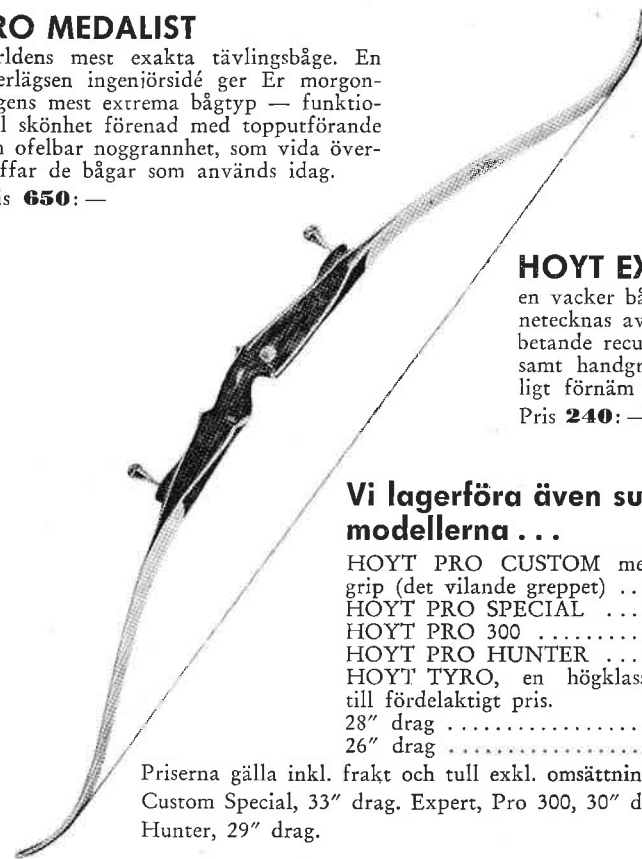 RO MEDALIST
rldens mest exakta tävlingsbåge. En
erlägsen ingenjörsidé ger Er morgon-
gens mest extrema bågtyp — funktio-
l skönhet förenad med topputförande
h ofelbar noggrannhet, som vida över-
ffar de bågar som används idag.
is 650: —
HOYT EX
en vacker bå
netecknas av
betande recu
samt handgr
ligt förnäm
Pris 240: —
Vi lagerföra även su
modellerna . . .
HOYT PRO CUSTOM me
grip (det vilande greppet) . .
HOYT PRO SPECIAL . . .
HOYT PRO 300 . . . . . . . . .
HOYT PRO HUNTER . . .
HOYT TYRO, en högklass
till fördelaktigt pris.
28″ drag . . . . . . . . . . . . . . . . .
26″ drag . . . . . . . . . . . . . . . . .
Priserna gälla inkl. frakt och tull exkl. omsättnin
Custom Special, 33″ drag. Expert, Pro 300, 30″ d
Hunter, 29″ drag.